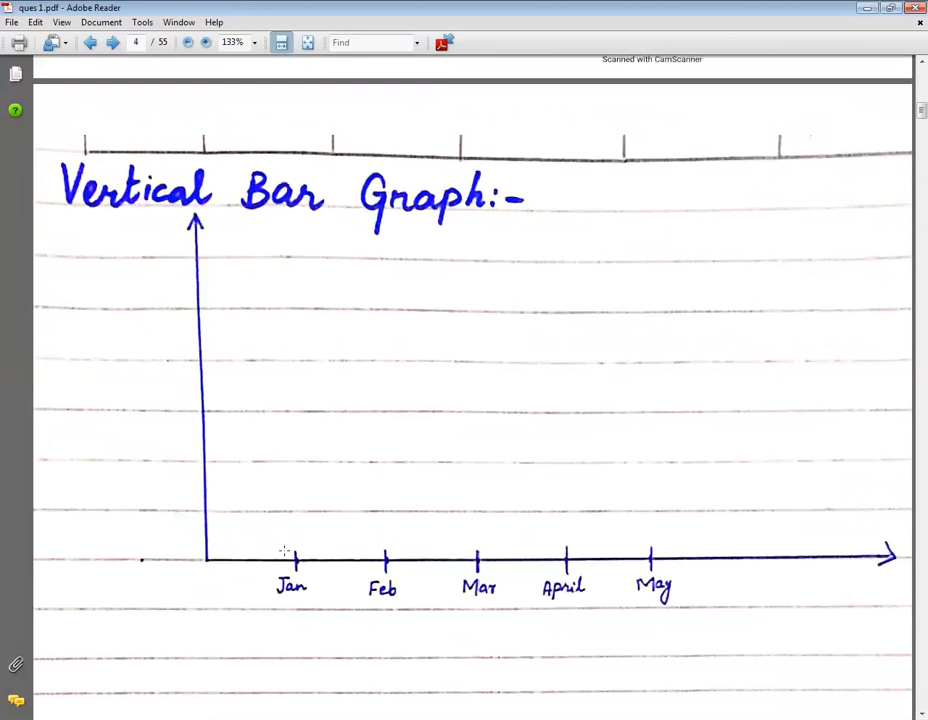 ques 1.pdf - Adobe Reader
File Edit View Document Tools Window Help
4 / 55 133% Find
Scanned with CamScanner
Vertical Bar Graph:-
Jan Feb Mar April May